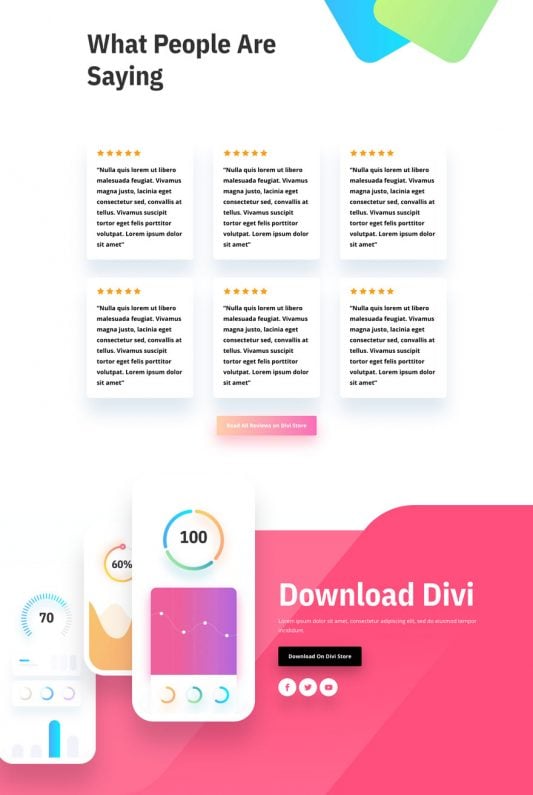 What People Are
Saying
“Nulla quis lorem ut libero
malesuada feugiat. Vivamus
magna justo, lacinia eget
consectetur sed, convallis at
tellus. Vivamus suscipit
tortor eget felis porttitor
volutpat. Lorem ipsum dolor
sit amet”
“Nulla quis lorem ut libero
malesuada feugiat. Vivamus
magna justo, lacinia eget
consectetur sed, convallis at
tellus. Vivamus suscipit
tortor eget felis porttitor
volutpat. Lorem ipsum dolor
sit amet”
“Nulla quis lorem ut libero
malesuada feugiat. Vivamus
magna justo, lacinia eget
consectetur sed, convallis at
tellus. Vivamus suscipit
tortor eget felis porttitor
volutpat. Lorem ipsum dolor
sit amet”
“Nulla quis lorem ut libero
malesuada feugiat. Vivamus
magna justo, lacinia eget
consectetur sed, convallis at
tellus. Vivamus suscipit
tortor eget felis porttitor
volutpat. Lorem ipsum dolor
sit amet”
“Nulla quis lorem ut libero
malesuada feugiat. Vivamus
magna justo, lacinia eget
consectetur sed, convallis at
tellus. Vivamus suscipit
tortor eget felis porttitor
volutpat. Lorem ipsum dolor
sit amet”
“Nulla quis lorem ut libero
malesuada feugiat. Vivamus
magna justo, lacinia eget
consectetur sed, convallis at
tellus. Vivamus suscipit
tortor eget felis porttitor
volutpat. Lorem ipsum dolor
sit amet”
Read All Reviews on Divi Store
100
60%
70
Download Divi
Lorem ipsum dolor sit amet, consectetur adipiscing elit, sed do eiusmod tempor
incididunt.
Download On Divi Store